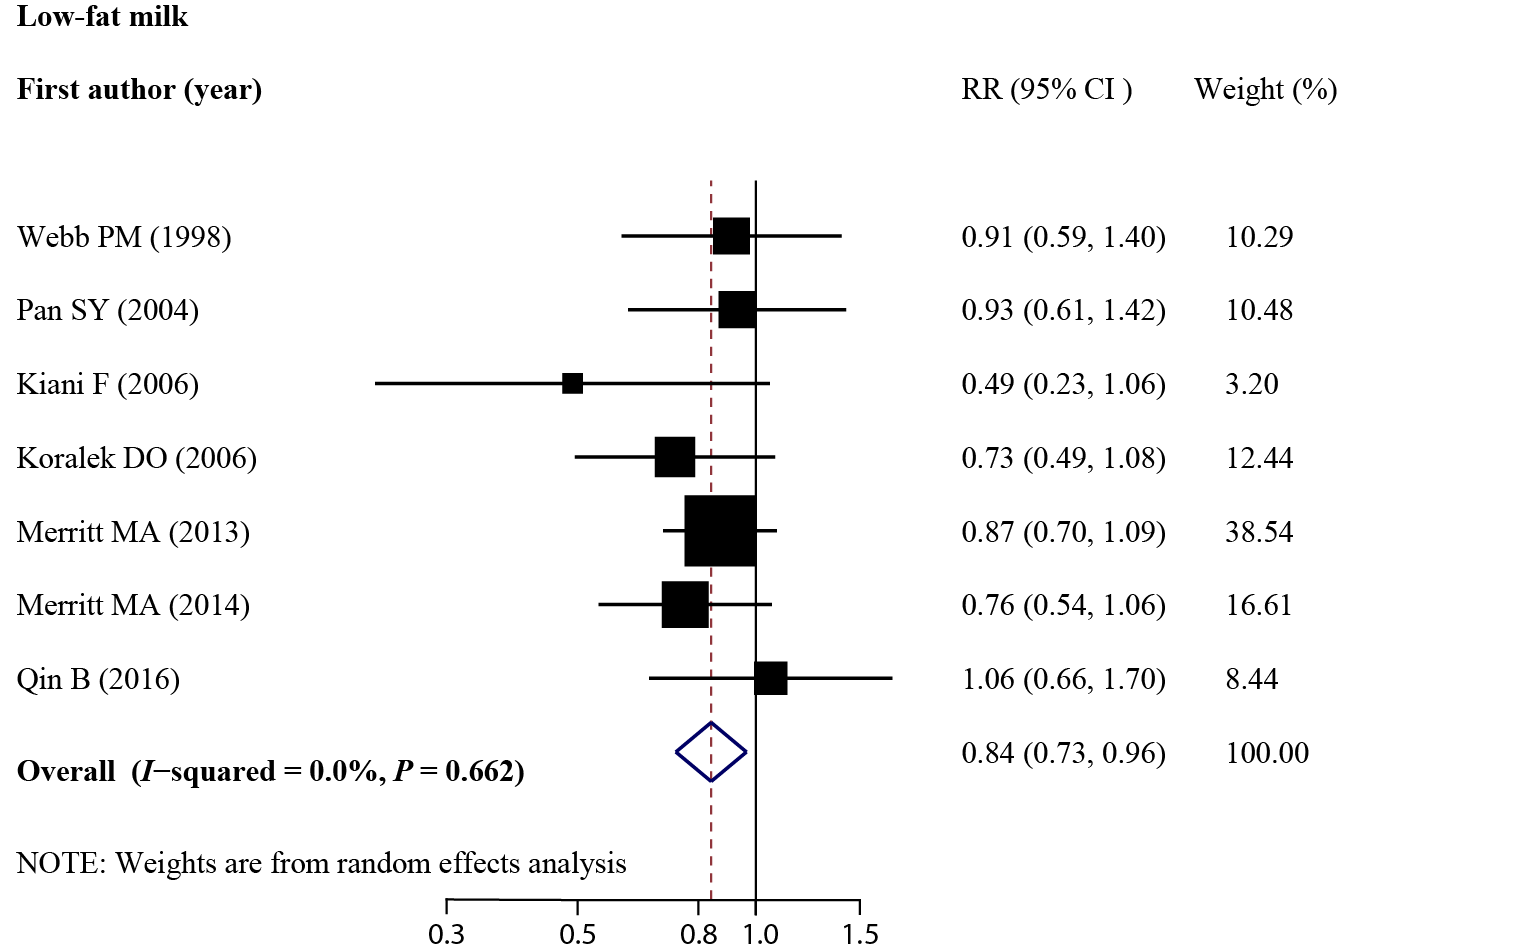 Low-fat milk
First author (year) RR (95% CI ) Weight (%)
Webb PM (1998) 0.91 (0.59, 1.40) 10.29
Pan SY (2004) 0.93 (0.61, 1.42) 10.48
Kiani F (2006) 0.49 (0.23, 1.06) 3.20
Koralek DO (2006) 0.73 (0.49, 1.08) 12.44
Merritt MA (2013) 0.87 (0.70, 1.09) 38.54
Merritt MA (2014) 0.76 (0.54, 1.06) 16.61
Qin B (2016) 1.06 (0.66, 1.70) 8.44
0.84 (0.73, 0.96) 100.00
Overall (I−squared = 0.0%, P = 0.662)
NOTE: Weights are from random effects analysis
0.3 0.5 0.8 1.0 1.5